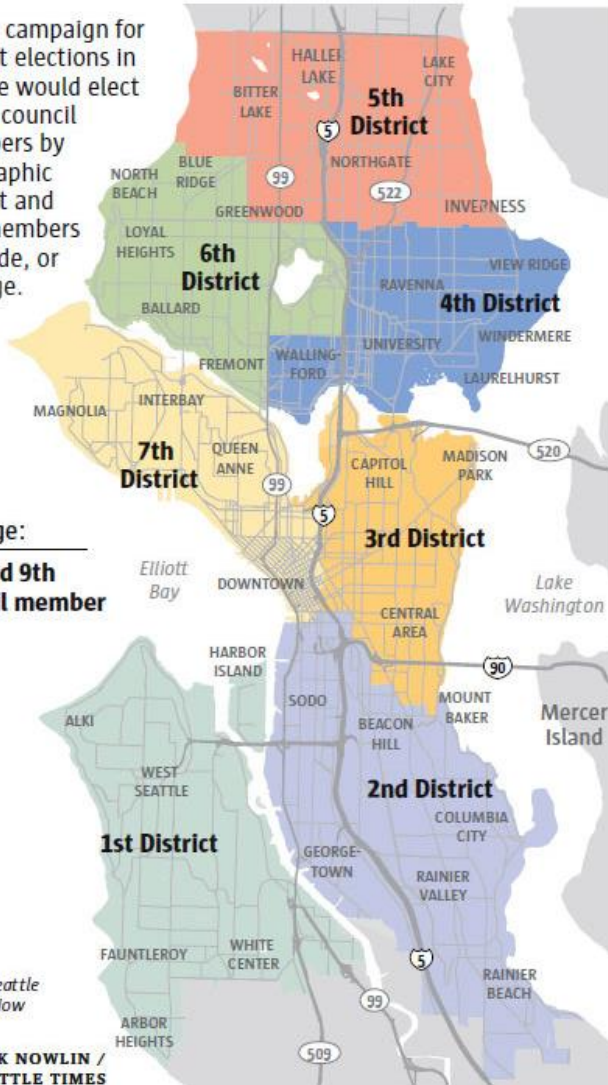 campaign for
t elections in
e would elect
council
bers by
aphic
t and
members
de, or
ge.
ge:
d 9th
l member
HALLER
LAKE
LAKE
CITY
BITTER
LAKE
5th
District
5
NORTHGATE
BLUE
RIDGE
NORTH
BEACH
99
522
GREENWOOD
INVERNESS
LOYAL
HEIGHTS
6th
District
VIEW RIDGE
RAVENNA
4th District
BALLARD
WINDERMERE
UNIVERSITY
WALLING-
FORD
FREMONT
LAURELHURST
INTERBAY
MAGNOLIA
7th
District
QUEEN
ANNE
CAPITOL
HILL
MADISON
PARK
520
99
5
3rd District
Elliott
Bay
DOWNTOWN
Lake
Washington
CENTRAL
AREA
HARBOR
ISLAND
90
SODO
MOUNT
BAKER
Mercer
Island
ALKI
BEACON
HILL
WEST
SEATTLE
2nd District
COLUMBIA
CITY
1st District
GEORGE-
TOWN
RAINIER
VALLEY
FAUNTLEROY
WHITE
CENTER
5
RAINIER
BEACH
eattle
Now
99
ARBOR
HEIGHTS
K NOWLIN /
TTLE TIMES
509